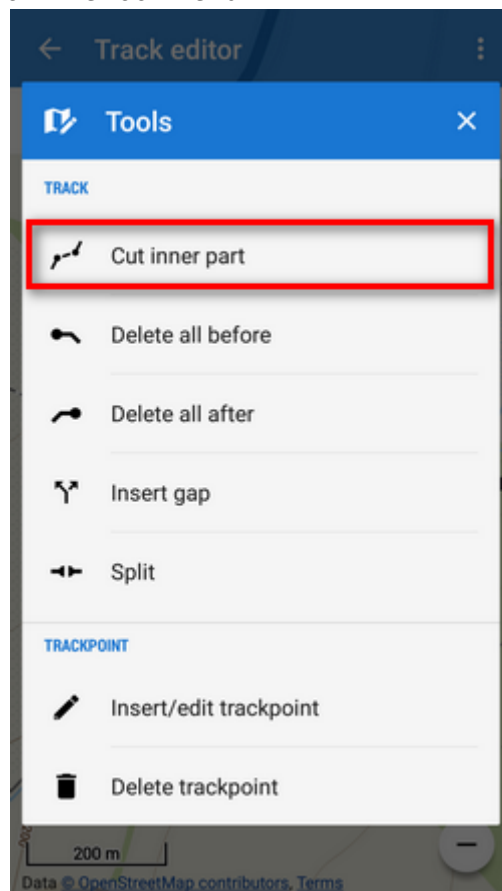 Track editor
Tools
TRACK
Cut inner part
Delete all before
Delete all after
Insert gap
Split
TRACKPOINT
Insert/edit trackpoint
Delete trackpoint
200
200 m
Data © OpenStreetMap contributors, Terms